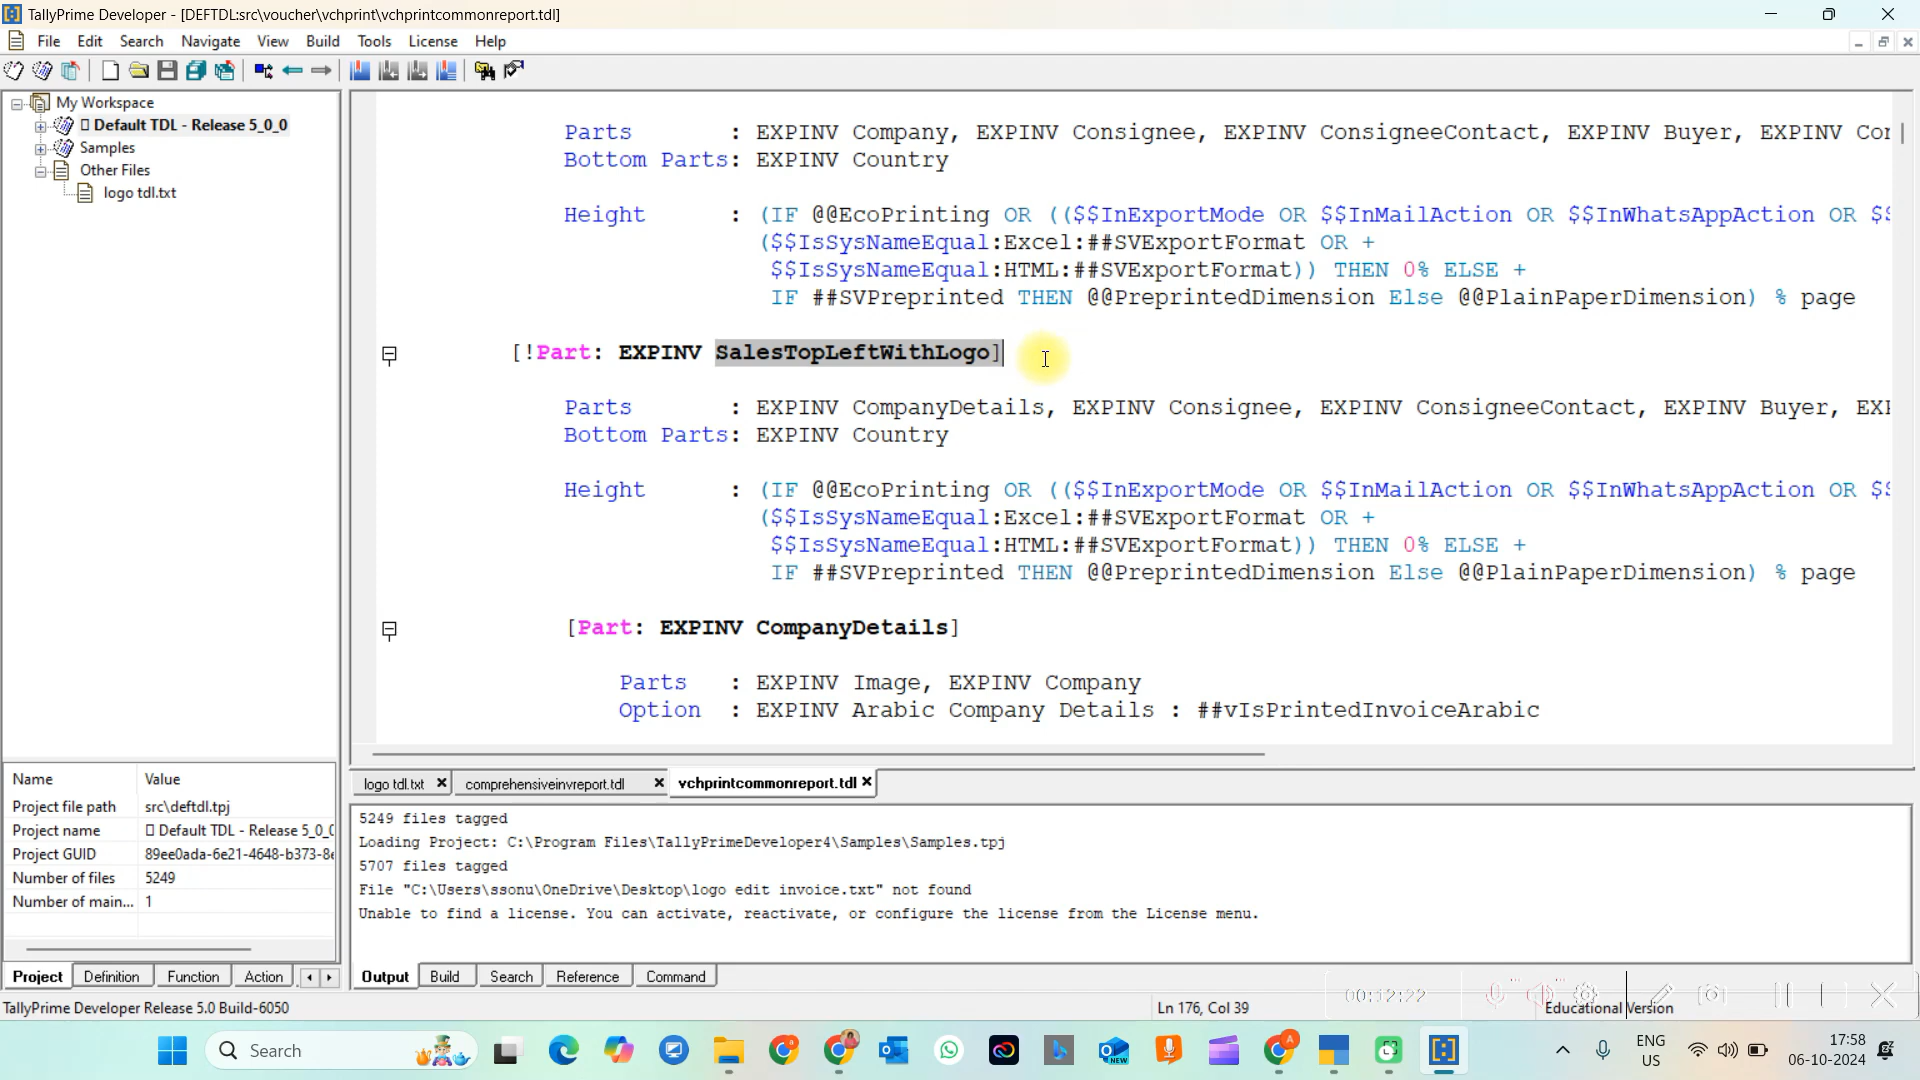 TallyPrime Developer - [DEFTDL:src\voucher\vchprint\vchprintcommonreport.tdl]
File Edit Search Navigate View Build Tools License Help
My Workspace
Default TDL - Release 5_0_0
Samples
Other Files
logo tdl.txt
Parts : EXPINV Company, EXPINV Consignee, EXPINV ConsigneeContact, EXPINV Buyer, EXPINV Con
Bottom Parts: EXPINV Country
Height : (IF @@EcoPrinting OR (($$InExportMode OR $$InMailAction OR $$InWhatsAppAction OR $$
($$IsSysNameEqual:Excel:##SVExportFormat OR +
$$IsSysNameEqual:HTML:##SVExportFormat)) THEN 0% ELSE +
IF ##SVPreprinted THEN @@PreprintedDimension Else @@PlainPaperDimension) % page
[!Part: EXPINV SalesTopLeftWithLogo]
Parts : EXPINV CompanyDetails, EXPINV Consignee, EXPINV ConsigneeContact, EXPINV Buyer, EXP
Bottom Parts: EXPINV Country
Height : (IF @@EcoPrinting OR (($$InExportMode OR $$InMailAction OR $$InWhatsAppAction OR $$
($$IsSysNameEqual:Excel:##SVExportFormat OR +
$$IsSysNameEqual:HTML:##SVExportFormat)) THEN 0% ELSE +
IF ##SVPreprinted THEN @@PreprintedDimension Else @@PlainPaperDimension) % page
[Part: EXPINV CompanyDetails]
Parts : EXPINV Image, EXPINV Company
Option : EXPINV Arabic Company Details : ##vIsPrintedInvoiceArabic
Name Value
Project file path src\deftdl.tpj
Project name Default TDL - Release 5_0_0
Project GUID 89ee0ada-6e21-4648-b373-8e
Number of files 5249
Number of main... 1
Project Definition Function Action
logo tdl.txt comprehensiveinvreport.tdl vchprintcommonreport.tdl
5249 files tagged
Loading Project: C:\Program Files\TallyPrimeDeveloper4\Samples\Samples.tpj
5707 files tagged
File "C:\Users\ssonu\OneDrive\Desktop\logo edit invoice.txt" not found
Unable to find a license. You can activate, reactivate, or configure the license from the License menu.
Output Build Search Reference Command
00:12:22
TallyPrime Developer Release 5.0 Build-6050
Ln 176, Col 39
Educational Version
Search
NEW
A
ENG
US
17:58
06-10-2024